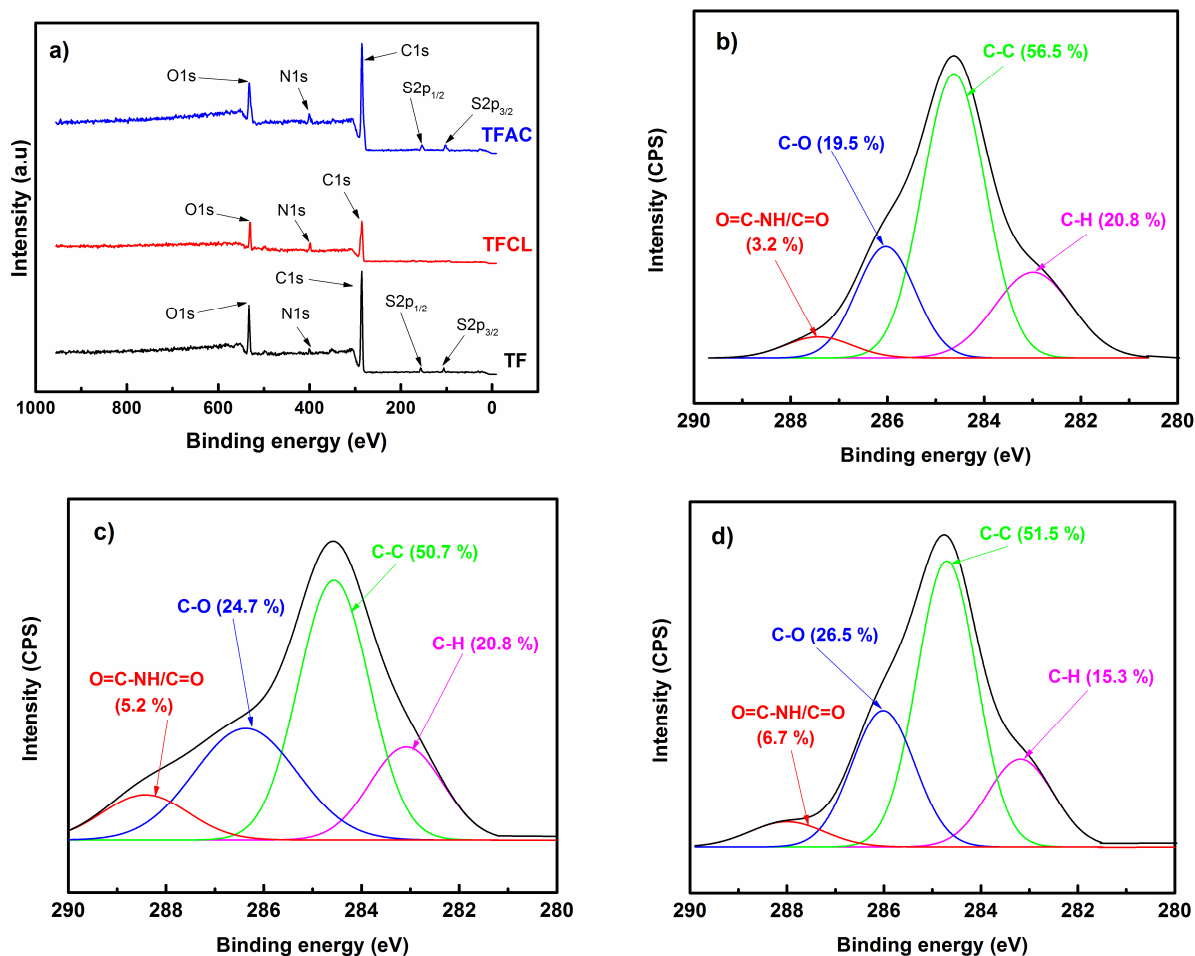 a)
C1s
O1s
N1s
S2p1/2
S2p3/2
TFAC
C1s
O1s
N1s
TFCL
C1s
S2p1/2
O1s
N1s
S2p3/2
TF
Intensity (a.u)
1000 800 600 400 200 0
Binding energy (eV)
b)
C-C (56.5 %)
C-O (19.5 %)
O=C-NH/C=O
(3.2 %)
C-H (20.8 %)
Intensity (CPS)
290 288 286 284 282 280
Binding energy (eV)
c)
C-C (50.7 %)
C-O (24.7 %)
C-H (20.8 %)
O=C-NH/C=O
(5.2 %)
Intensity (CPS)
290 288 286 284 282 280
Binding energy (eV)
d)
C-C (51.5 %)
C-O (26.5 %)
C-H (15.3 %)
O=C-NH/C=O
(6.7 %)
Intensity (CPS)
290 288 286 284 282 280
Binding energy (eV)